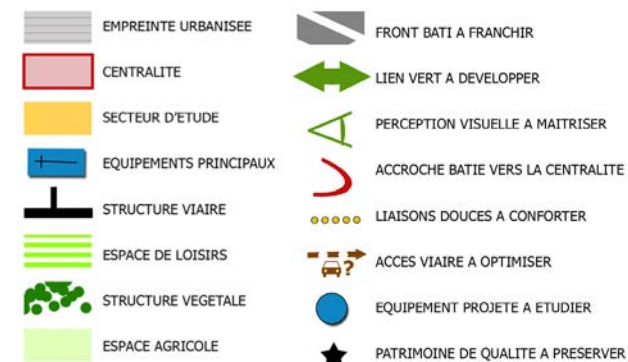 EMPREINTE URBANISEE
CENTRALITE
SECTEUR D'ETUDE
EQUIPEMENTS PRINCIPAUX
STRUCTURE VIAIRE
ESPACE DE LOISIRS
STRUCTURE VEGETALE
ESPACE AGRICOLE
FRONT BATI A FRANCHIR
LIEN VERT A DEVELOPPER
PERCEPTION VISUELLE A MAITRISER
ACCROCHE BATIE VERS LA CENTRALITE
LIAISONS DOUCES A CONFORTER
?
ACCES VIAIRE A OPTIMISER
EQUIPEMENT PROJETE A ETUDIER
PATRIMOINE DE QUALITE A PRESERVER